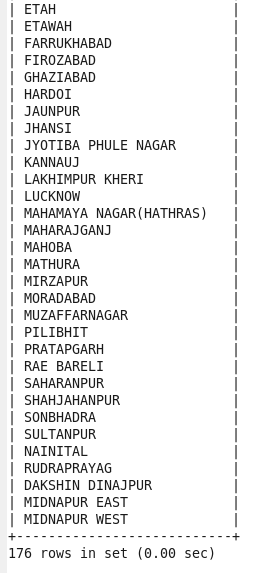 | ETAH                      |
| ETAWAH                    |
| FARRUKHABAD               |
| FIROZABAD                 |
| GHAZIABAD                 |
| HARDOI                    |
| JAUNPUR                   |
| JHANSI                    |
| JYOTIBA PHULE NAGAR       |
| KANNAUJ                   |
| LAKHIMPUR KHERI           |
| LUCKNOW                   |
| MAHAMAYA NAGAR(HATHRAS)   |
| MAHARAJGANJ               |
| MAHOBA                    |
| MATHURA                   |
| MIRZAPUR                  |
| MORADABAD                 |
| MUZAFFARNAGAR             |
| PILIBHIT                  |
| PRATAPGARH                |
| RAE BARELI                |
| SAHARANPUR                |
| SHAHJAHANPUR              |
| SONBHADRA                 |
| SULTANPUR                 |
| NAINITAL                  |
| RUDRAPRAYAG               |
| DAKSHIN DINAJPUR          |
| MIDNAPUR EAST             |
| MIDNAPUR WEST             |
+---------------------------+
176 rows in set (0.00 sec)